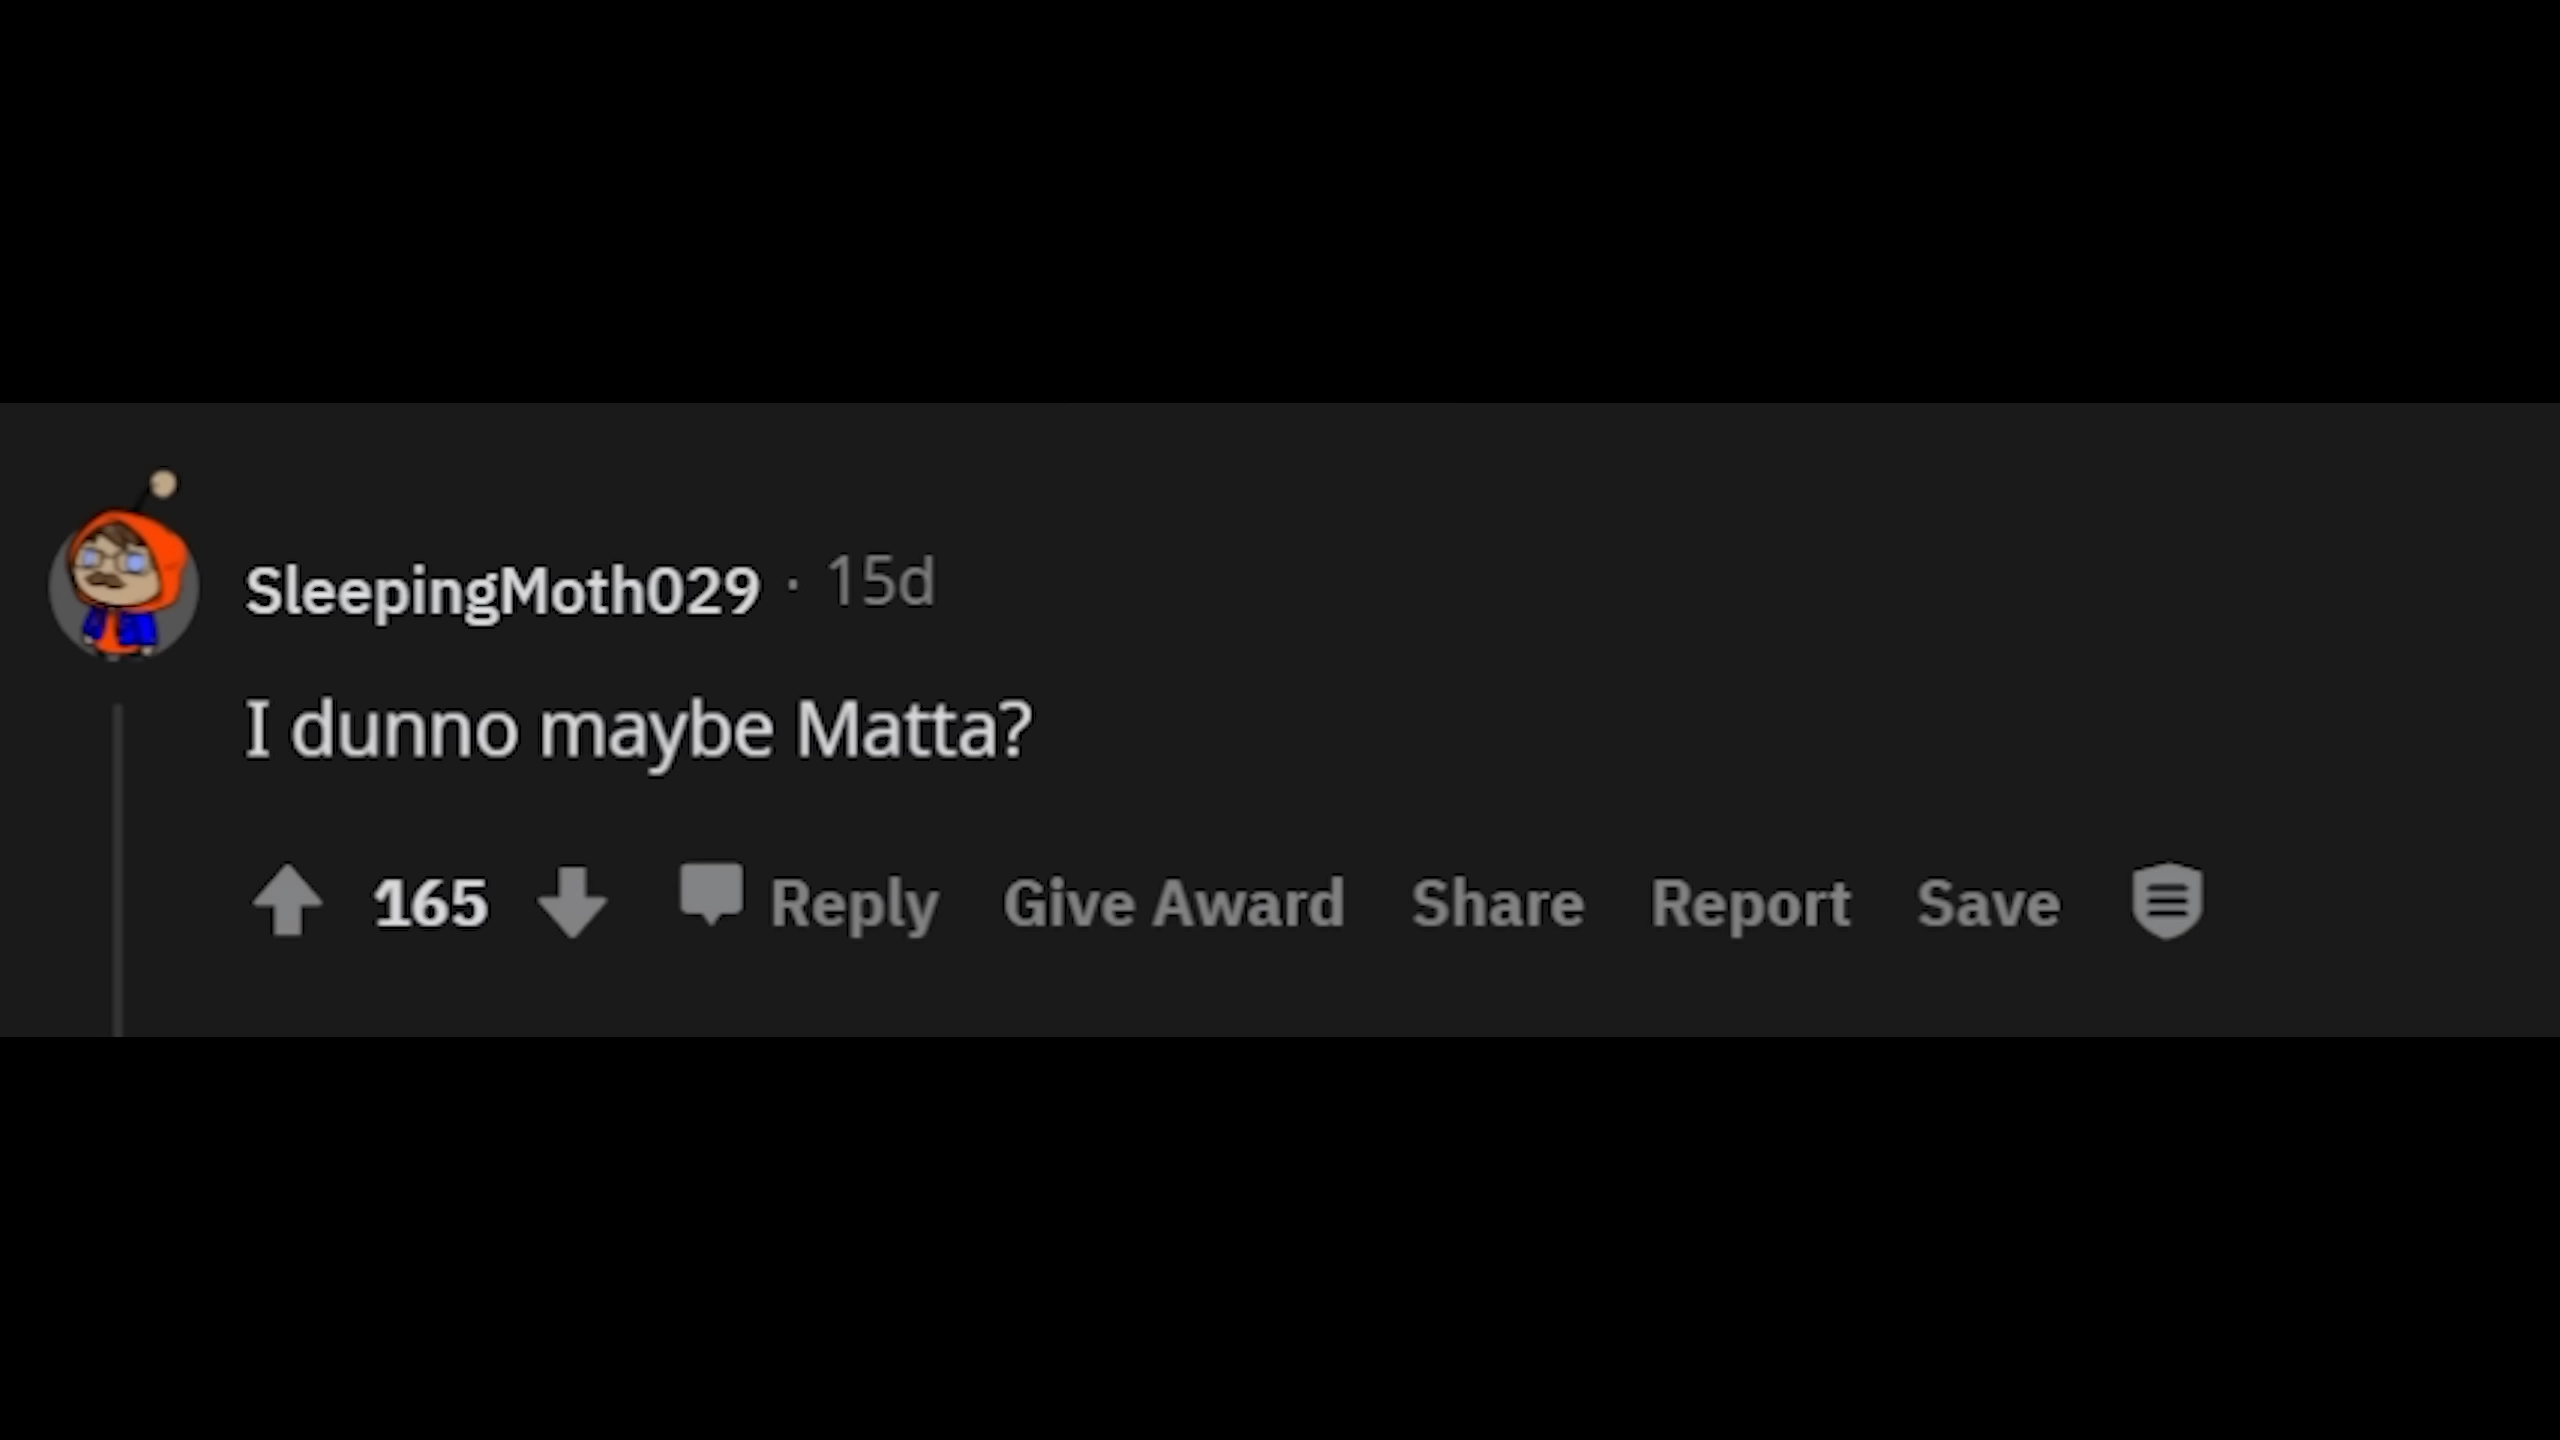 SleepingMoth029 · 15d
I dunno maybe Matta?
165 Reply Give Award Share Report Save